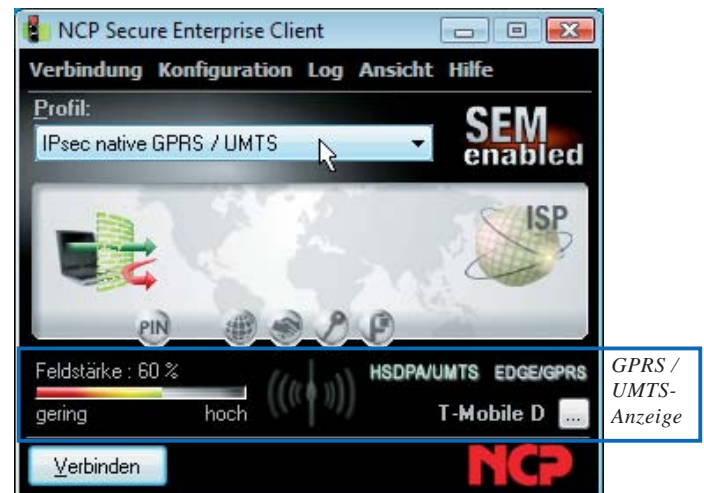 NCP Secure Enterprise Client
Verbindung Konfiguration Log Ansicht Hilfe
Profil:
IPsec native GPRS / UMTS
SEM
enabled
ISP
PIN
Feldstärke : 60 %
HSDPA/UMTS EDGE/GPRS
gering hoch
T-Mobile D ...
GPRS /
UMTS-
Anzeige
Verbinden
NCP